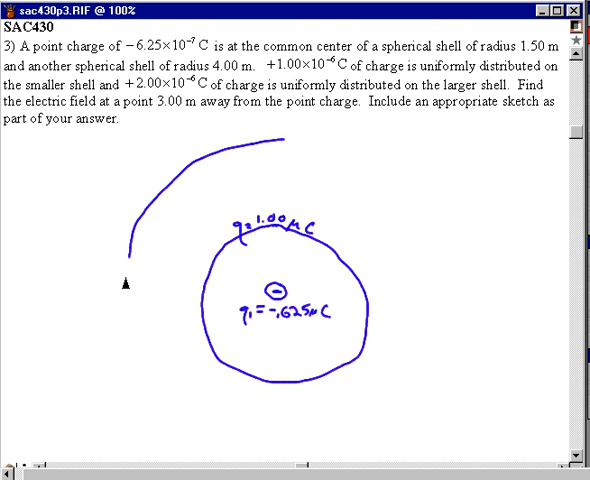 sac430p3.RIF @ 100%
SAC430
3) A point charge of −6.25×10⁻⁷ C is at the common center of a spherical shell of radius 1.50 m
and another spherical shell of radius 4.00 m. +1.00×10⁻⁶ C of charge is uniformly distributed on
the smaller shell and +2.00×10⁻⁶ C of charge is uniformly distributed on the larger shell. Find
the electric field at a point 3.00 m away from the point charge. Include an appropriate sketch as
part of your answer.
q=1.00 μC
−
q₁=-.625μC